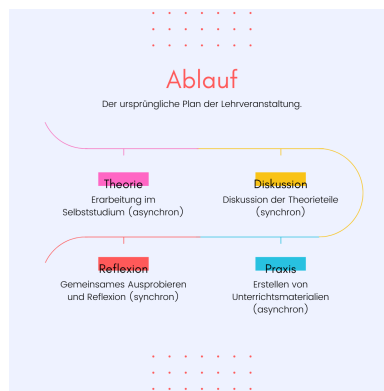 Ablauf
Der ursprüngliche Plan der Lehrveranstaltung.
Theorie
Erarbeitung im
Selbststudium (asynchron)
Diskussion
Diskussion der Theorieteile
(synchron)
Reflexion
Gemeinsames Ausprobieren
und Reflexion (synchron)
Praxis
Erstellen von
Unterrichtsmaterialien
(asynchron)